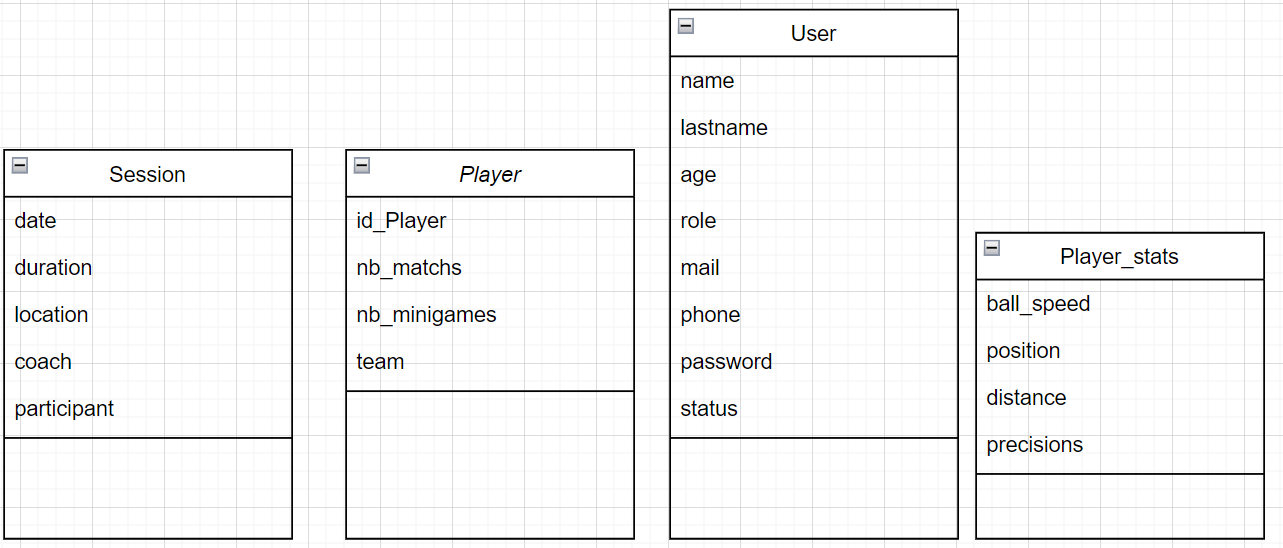 Session
date
duration
location
coach
participant
Player
id_Player
nb_matchs
nb_minigames
team
User
name
lastname
age
role
mail
phone
password
status
Player_stats
ball_speed
position
distance
precisions